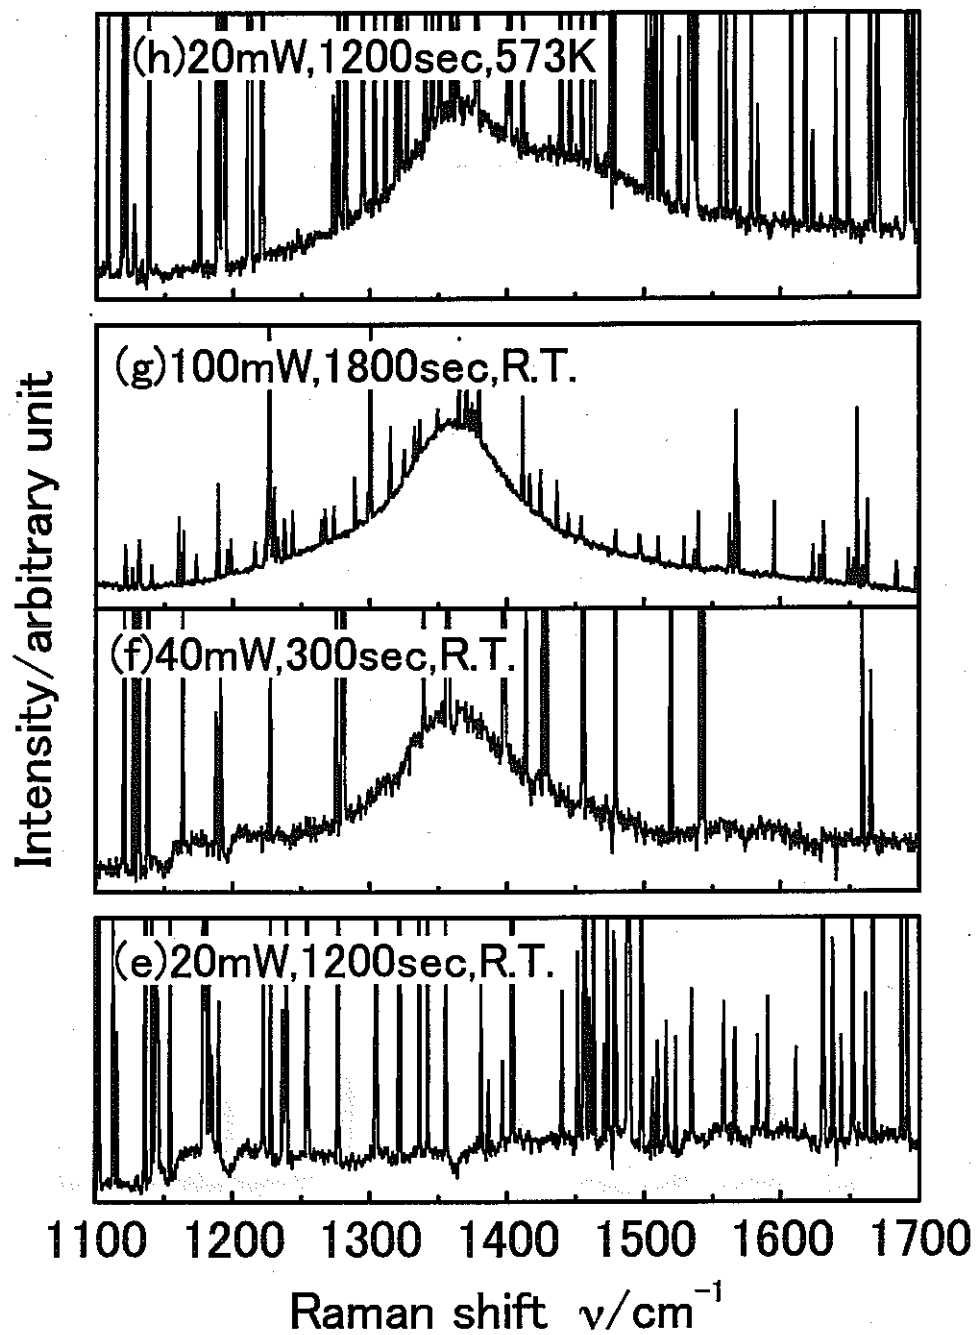 (h)20mW,1200sec,573K
(g)100mW,1800sec,R.T.
(f)40mW,300sec,R.T.
(e)20mW,1200sec,R.T.
Intensity/arbitrary unit
1100 1200 1300 1400 1500 1600 1700
Raman shift ν/cm⁻¹